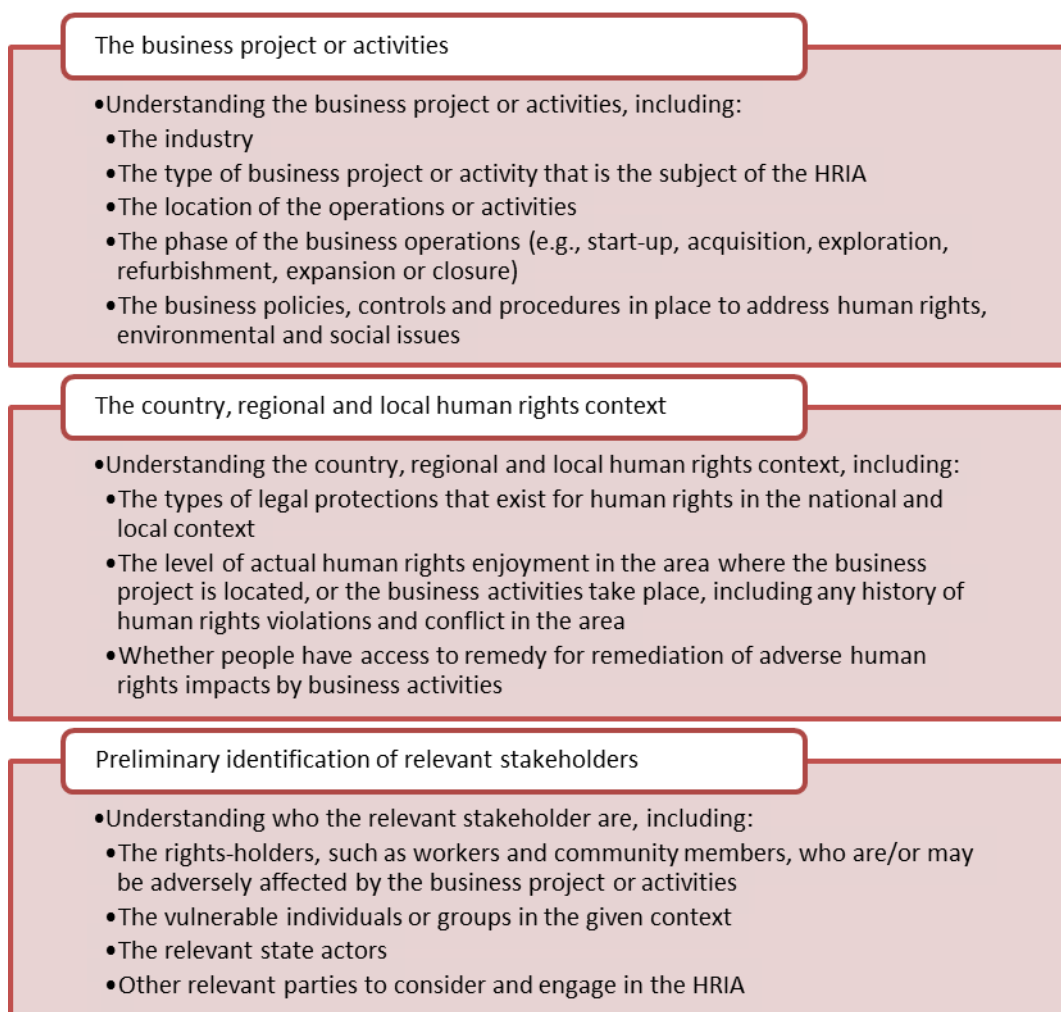 The business project or activities
•Understanding the business project or activities, including:
•The industry
•The type of business project or activity that is the subject of the HRIA
•The location of the operations or activities
•The phase of the business operations (e.g., start-up, acquisition, exploration,
refurbishment, expansion or closure)
•The business policies, controls and procedures in place to address human rights,
environmental and social issues
The country, regional and local human rights context
•Understanding the country, regional and local human rights context, including:
•The types of legal protections that exist for human rights in the national and
local context
•The level of actual human rights enjoyment in the area where the business
project is located, or the business activities take place, including any history of
human rights violations and conflict in the area
•Whether people have access to remedy for remediation of adverse human
rights impacts by business activities
Preliminary identification of relevant stakeholders
•Understanding who the relevant stakeholder are, including:
•The rights-holders, such as workers and community members, who are/or may
be adversely affected by the business project or activities
•The vulnerable individuals or groups in the given context
•The relevant state actors
•Other relevant parties to consider and engage in the HRIA